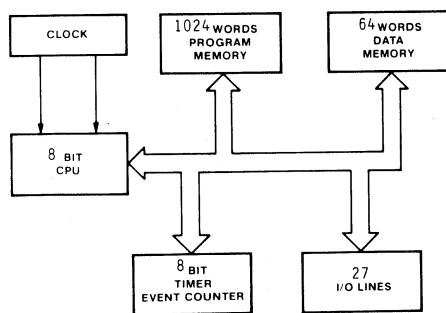 CLOCK
1024 WORDS
PROGRAM
MEMORY
64 WORDS
DATA
MEMORY
8 BIT
CPU
8 BIT
TIMER
EVENT COUNTER
27
I/O LINES